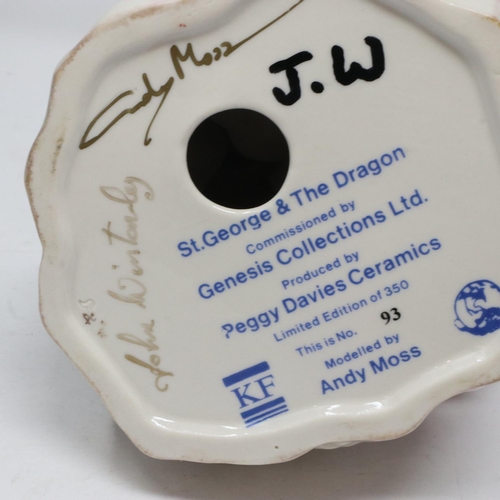 Andy Moss
J.W
John Winstanley
St.George & The Dragon
Commissioned by
Genesis Collections Ltd.
Produced by
Peggy Davies Ceramics
Limited Edition of 350
This is No. 93
Modelled by
Andy Moss
KF